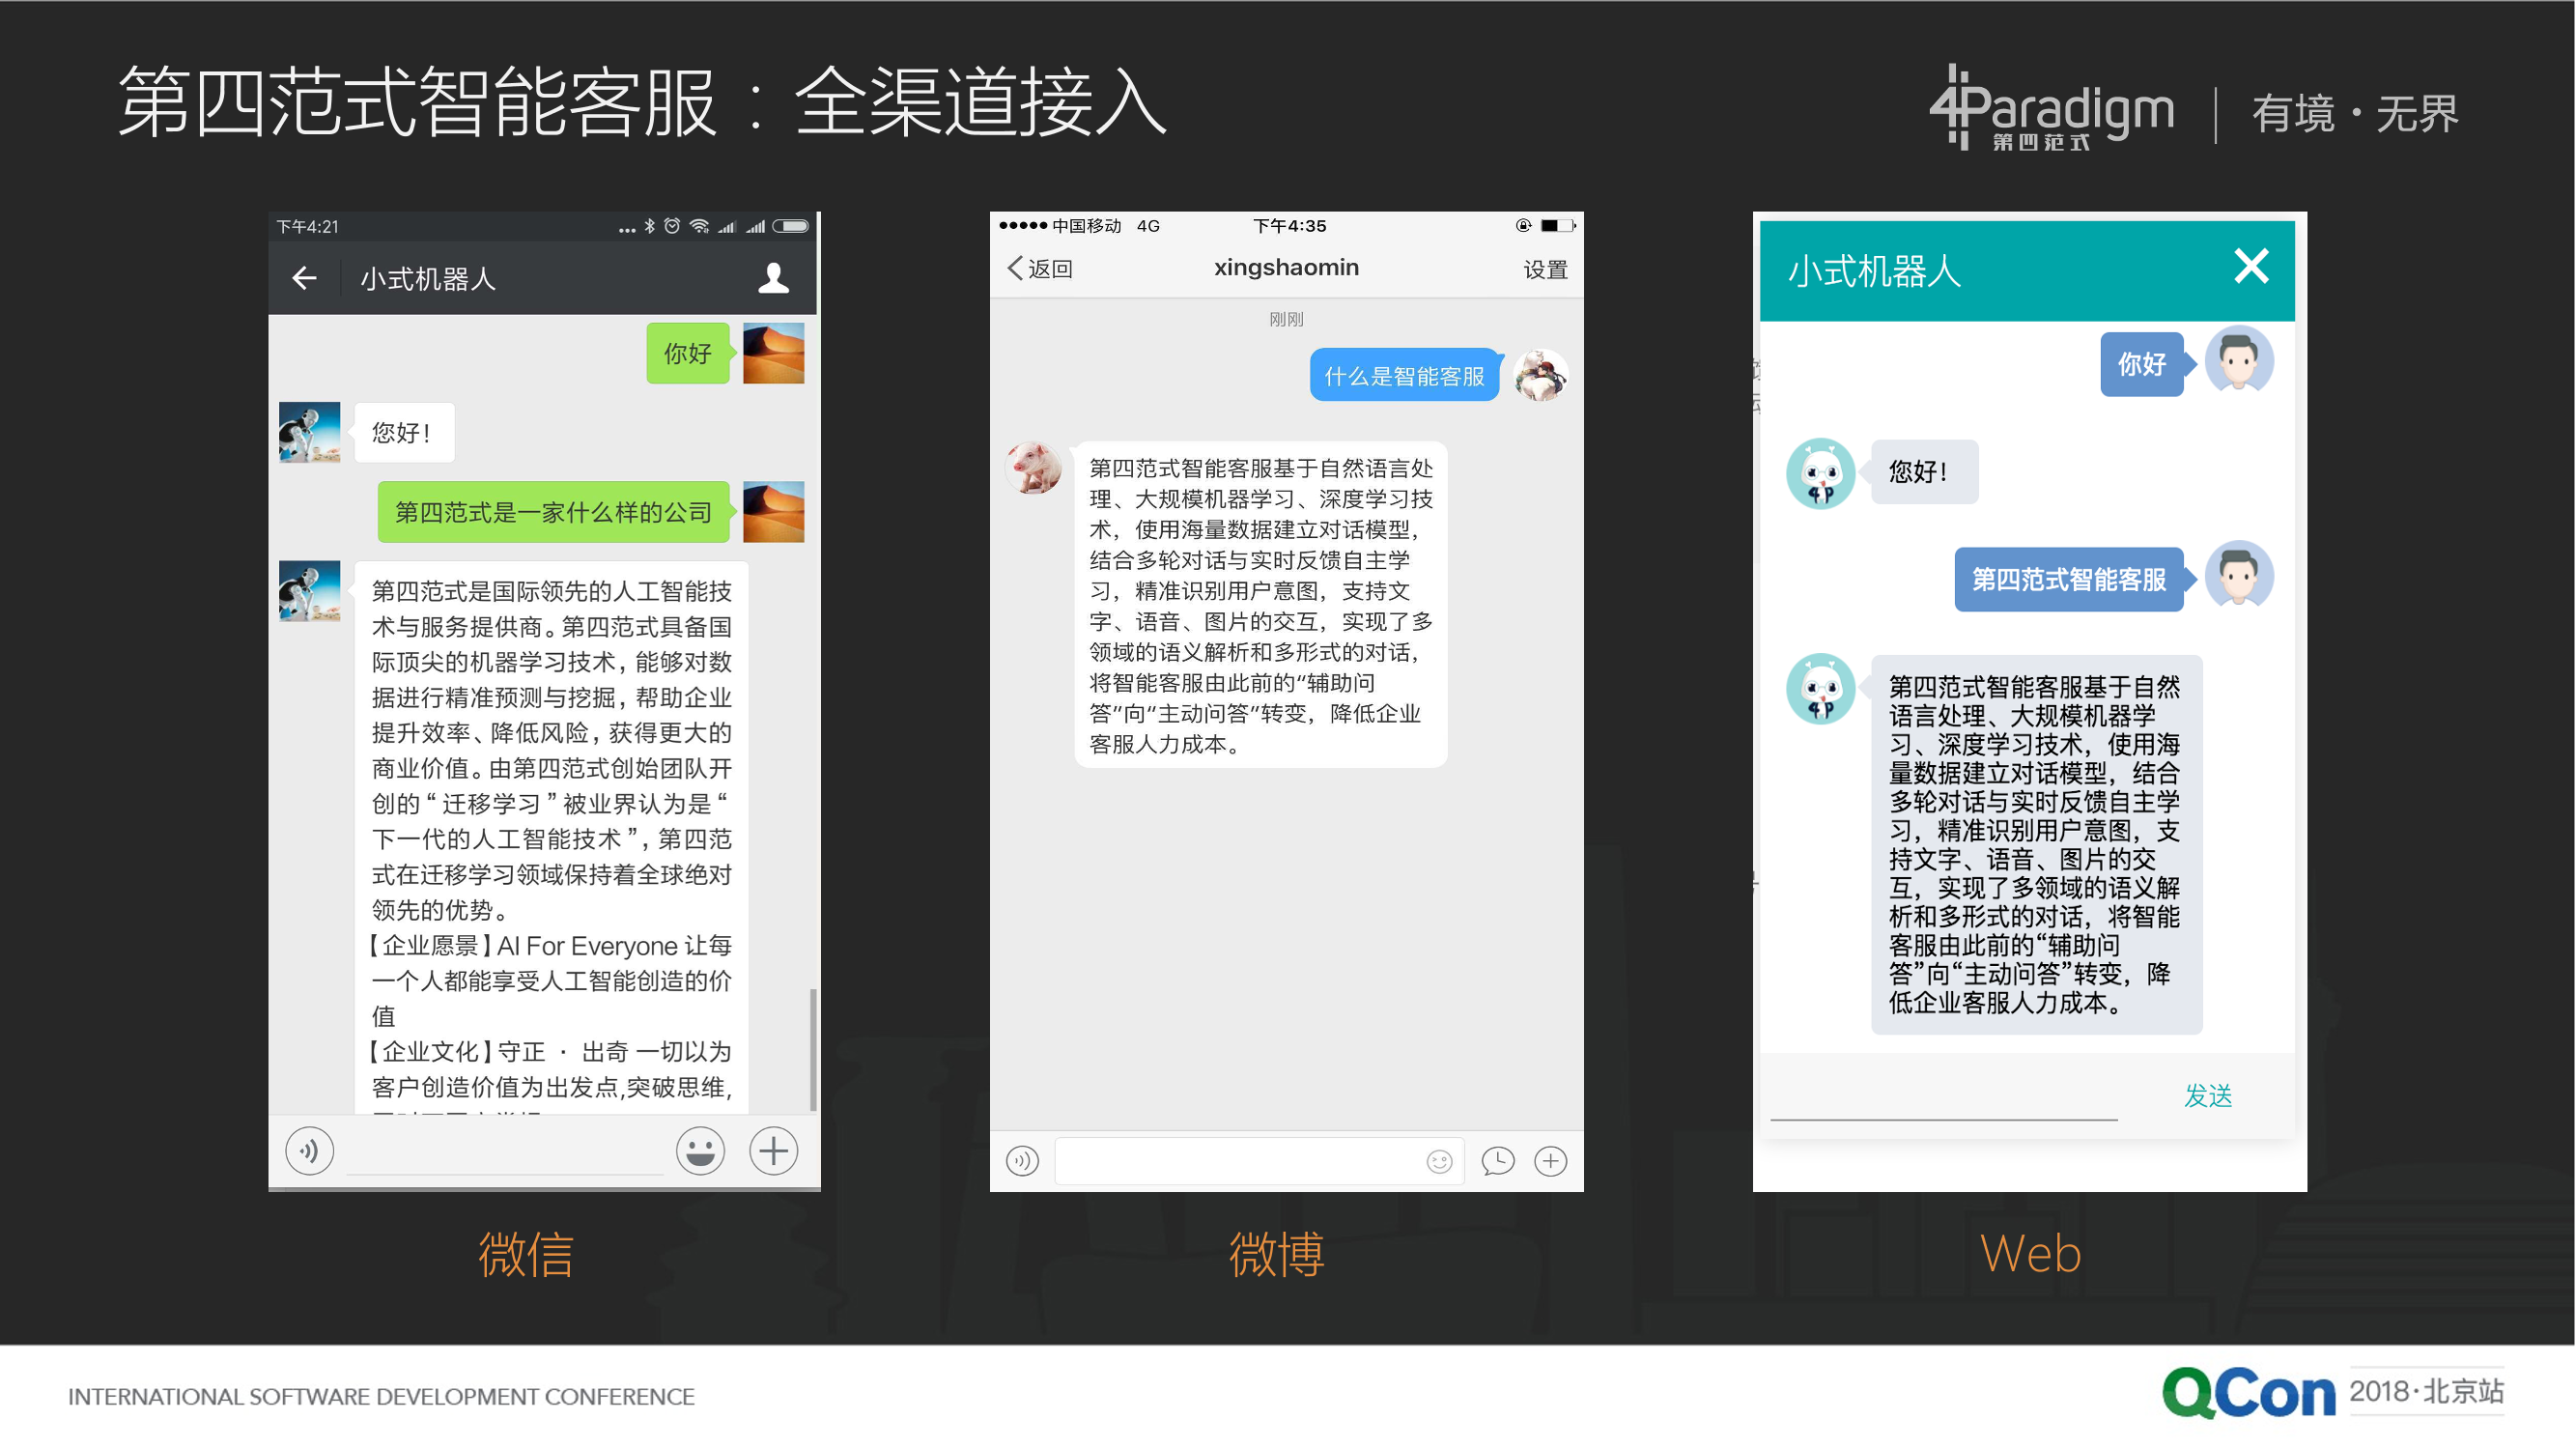 第四范式智能客服：全渠道接入
4Paradigm
第四范式
有境·无界
下午4:21
小式机器人
你好
您好！
第四范式是一家什么样的公司
第四范式是国际领先的人工智能技
术与服务提供商。第四范式具备国
际顶尖的机器学习技术，能够对数
据进行精准预测与挖掘，帮助企业
提升效率、降低风险，获得更大的
商业价值。由第四范式创始团队开
创的“迁移学习”被业界认为是“
下一代的人工智能技术”，第四范
式在迁移学习领域保持着全球绝对
领先的优势。
【企业愿景】AI For Everyone 让每
一个人都能享受人工智能创造的价
值
【企业文化】守正 · 出奇 一切以为
客户创造价值为出发点,突破思维,
微信
中国移动 4G 下午4:35
返回 xingshaomin 设置
刚刚
什么是智能客服
第四范式智能客服基于自然语言处
理、大规模机器学习、深度学习技
术，使用海量数据建立对话模型，
结合多轮对话与实时反馈自主学
习，精准识别用户意图，支持文
字、语音、图片的交互，实现了多
领域的语义解析和多形式的对话，
将智能客服由此前的“辅助问
答”向“主动问答”转变，降低企业
客服人力成本。
微博
小式机器人
你好
您好！
第四范式智能客服
第四范式智能客服基于自然
语言处理、大规模机器学
习、深度学习技术，使用海
量数据建立对话模型，结合
多轮对话与实时反馈自主学
习，精准识别用户意图，支
持文字、语音、图片的交
互，实现了多领域的语义解
析和多形式的对话，将智能
客服由此前的“辅助问
答”向“主动问答”转变，降
低企业客服人力成本。
发送
Web
INTERNATIONAL SOFTWARE DEVELOPMENT CONFERENCE
QCon 2018·北京站